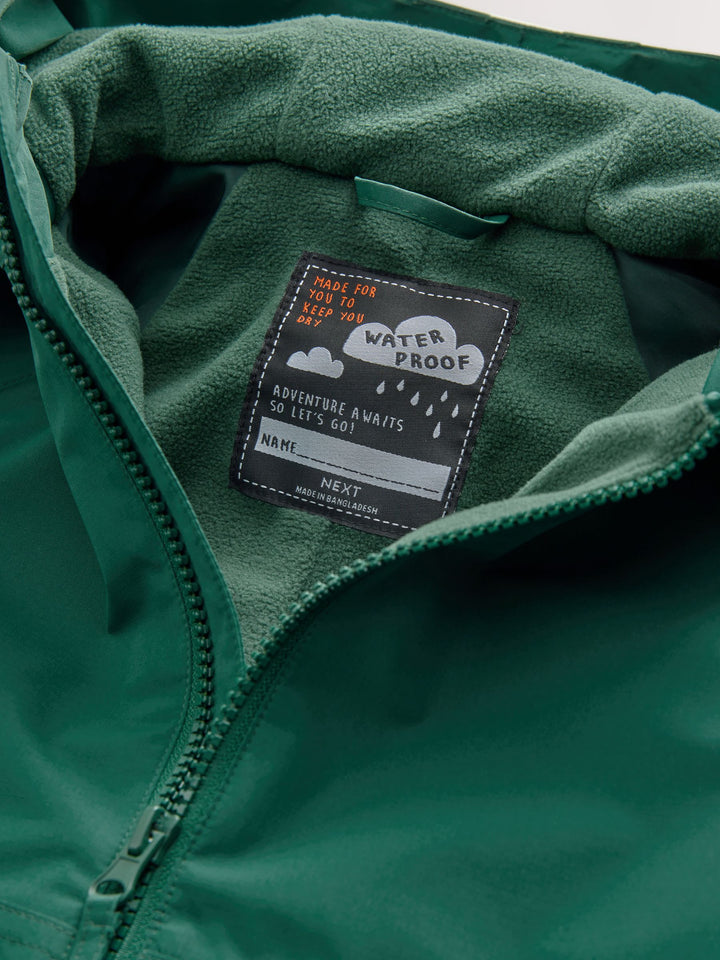 MADE FOR
YOU TO
KEEP YOU
DRY
WATER
PROOF
ADVENTURE AWAITS
SO LET'S GO!
NAME
NEXT
MADE IN BANGLADESH